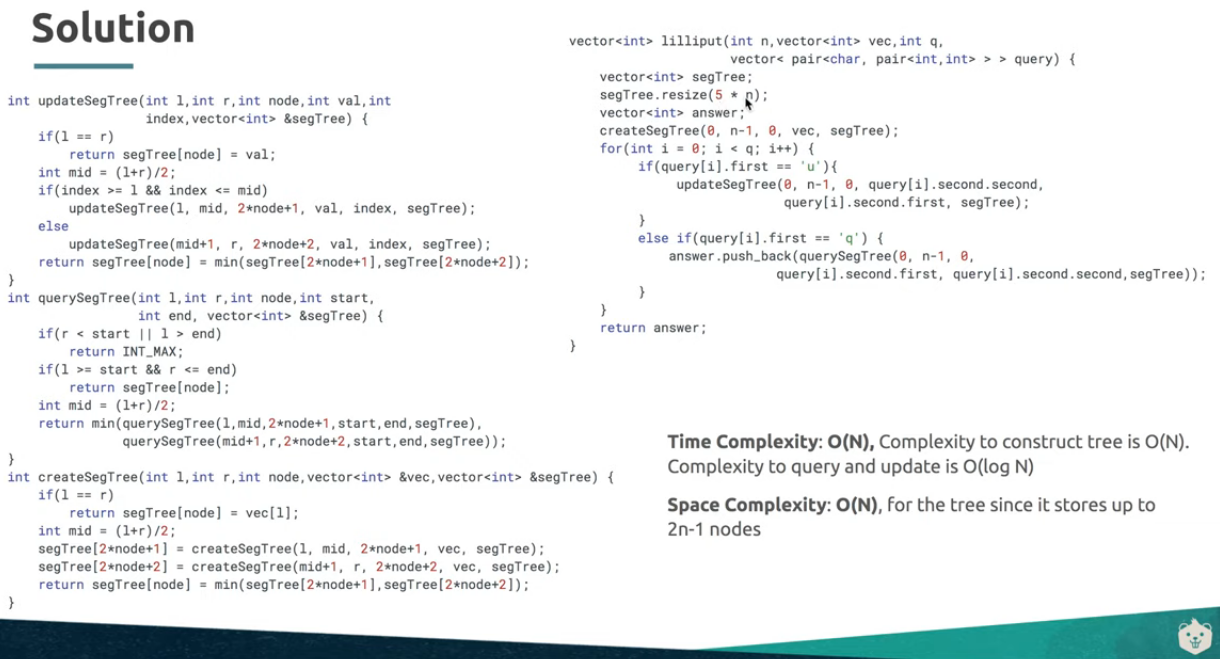 Solution
int updateSegTree(int l,int r,int node,int val,int
index,vector<int> &segTree) {
if(l == r)
return segTree[node] = val;
int mid = (l+r)/2;
if(index >= l && index <= mid)
updateSegTree(l, mid, 2*node+1, val, index, segTree);
else
updateSegTree(mid+1, r, 2*node+2, val, index, segTree);
return segTree[node] = min(segTree[2*node+1],segTree[2*node+2]);
}
int querySegTree(int l,int r,int node,int start,
int end, vector<int> &segTree) {
if(r < start || l > end)
return INT_MAX;
if(l >= start && r <= end)
return segTree[node];
int mid = (l+r)/2;
return min(querySegTree(l,mid,2*node+1,start,end,segTree),
querySegTree(mid+1,r,2*node+2,start,end,segTree));
}
int createSegTree(int l,int r,int node,vector<int> &vec,vector<int> &segTree) {
if(l == r)
return segTree[node] = vec[l];
int mid = (l+r)/2;
segTree[2*node+1] = createSegTree(l, mid, 2*node+1, vec, segTree);
segTree[2*node+2] = createSegTree(mid+1, r, 2*node+2, vec, segTree);
return segTree[node] = min(segTree[2*node+1],segTree[2*node+2]);
}
vector<int> lilliput(int n,vector<int> vec,int q,
vector< pair<char, pair<int,int> > > query) {
vector<int> segTree;
segTree.resize(5 * n);
vector<int> answer;
createSegTree(0, n-1, 0, vec, segTree);
for(int i = 0; i < q; i++) {
if(query[i].first == 'u'){
updateSegTree(0, n-1, 0, query[i].second.second,
query[i].second.first, segTree);
}
else if(query[i].first == 'q') {
answer.push_back(querySegTree(0, n-1, 0,
query[i].second.first, query[i].second.second,segTree));
}
}
return answer;
}
Time Complexity: O(N), Complexity to construct tree is O(N).
Complexity to query and update is O(log N)
Space Complexity: O(N), for the tree since it stores up to
2n-1 nodes